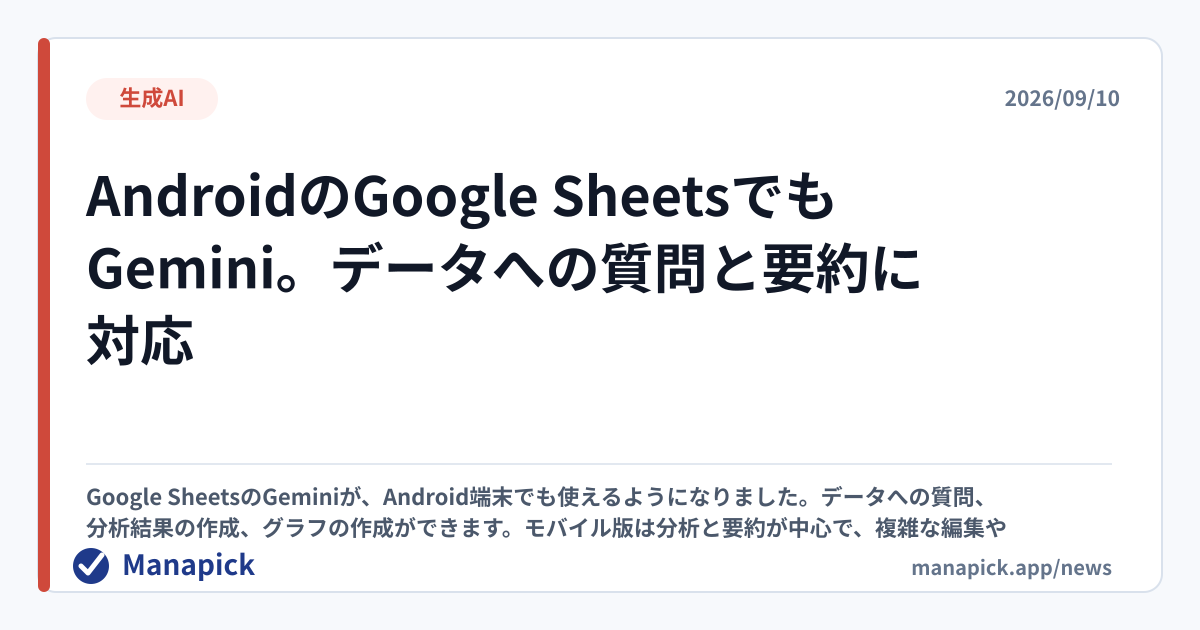 生成AI
2026/09/10
AndroidのGoogle Sheetsでも
Gemini。データへの質問と要約に
対応
Google SheetsのGeminiが、Android端末でも使えるようになりました。データへの質問、
分析結果の作成、グラフの作成ができます。モバイル版は分析と要約が中心で、複雑な編集や
Manapick
manapick.app/news